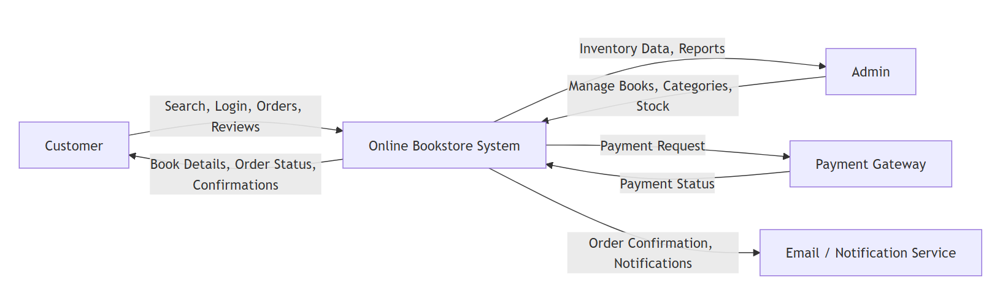 Inventory Data, Reports
Admin
Manage Books, Categories,
Stock
Search, Login, Orders,
Reviews
Customer
Online Bookstore System
Payment Request
Book Details, Order Status,
Confirmations
Payment Gateway
Payment Status
Order Confirmation,
Notifications
Email / Notification Service